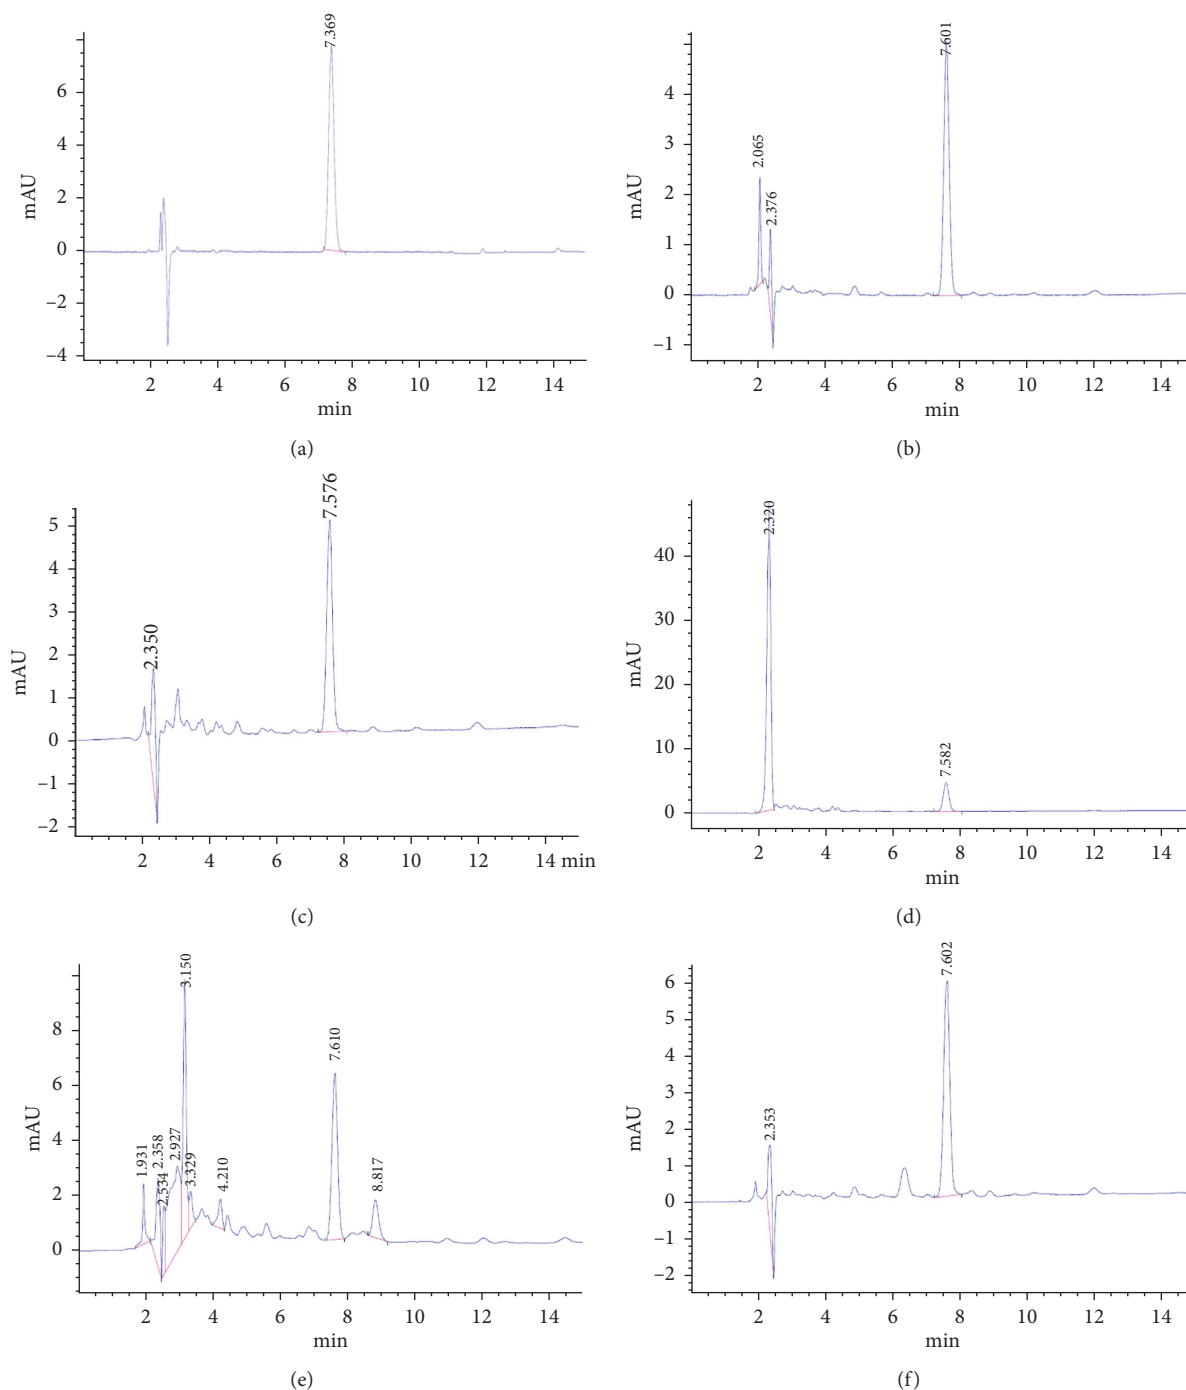 7.369
mAU
6
4
2
0
−2
−4
2 4 6 8 10 12 14
min
(a)
7.601
2.065
2.376
mAU
4
3
2
1
0
−1
2 4 6 8 10 12 14
min
(b)
7.576
2.350
mAU
5
4
3
2
1
0
−1
−2
2 4 6 8 10 12 14 min
(c)
2.320
7.582
mAU
40
30
20
10
0
2 4 6 8 10 12 14
min
(d)
1.931
2.358
2.534
2.927
3.150
3.329
4.210
7.610
8.817
mAU
8
6
4
2
0
2 4 6 8 10 12 14
min
(e)
2.353
7.602
mAU
6
5
4
3
2
1
0
−1
−2
2 4 6 8 10 12 14
min
(f)